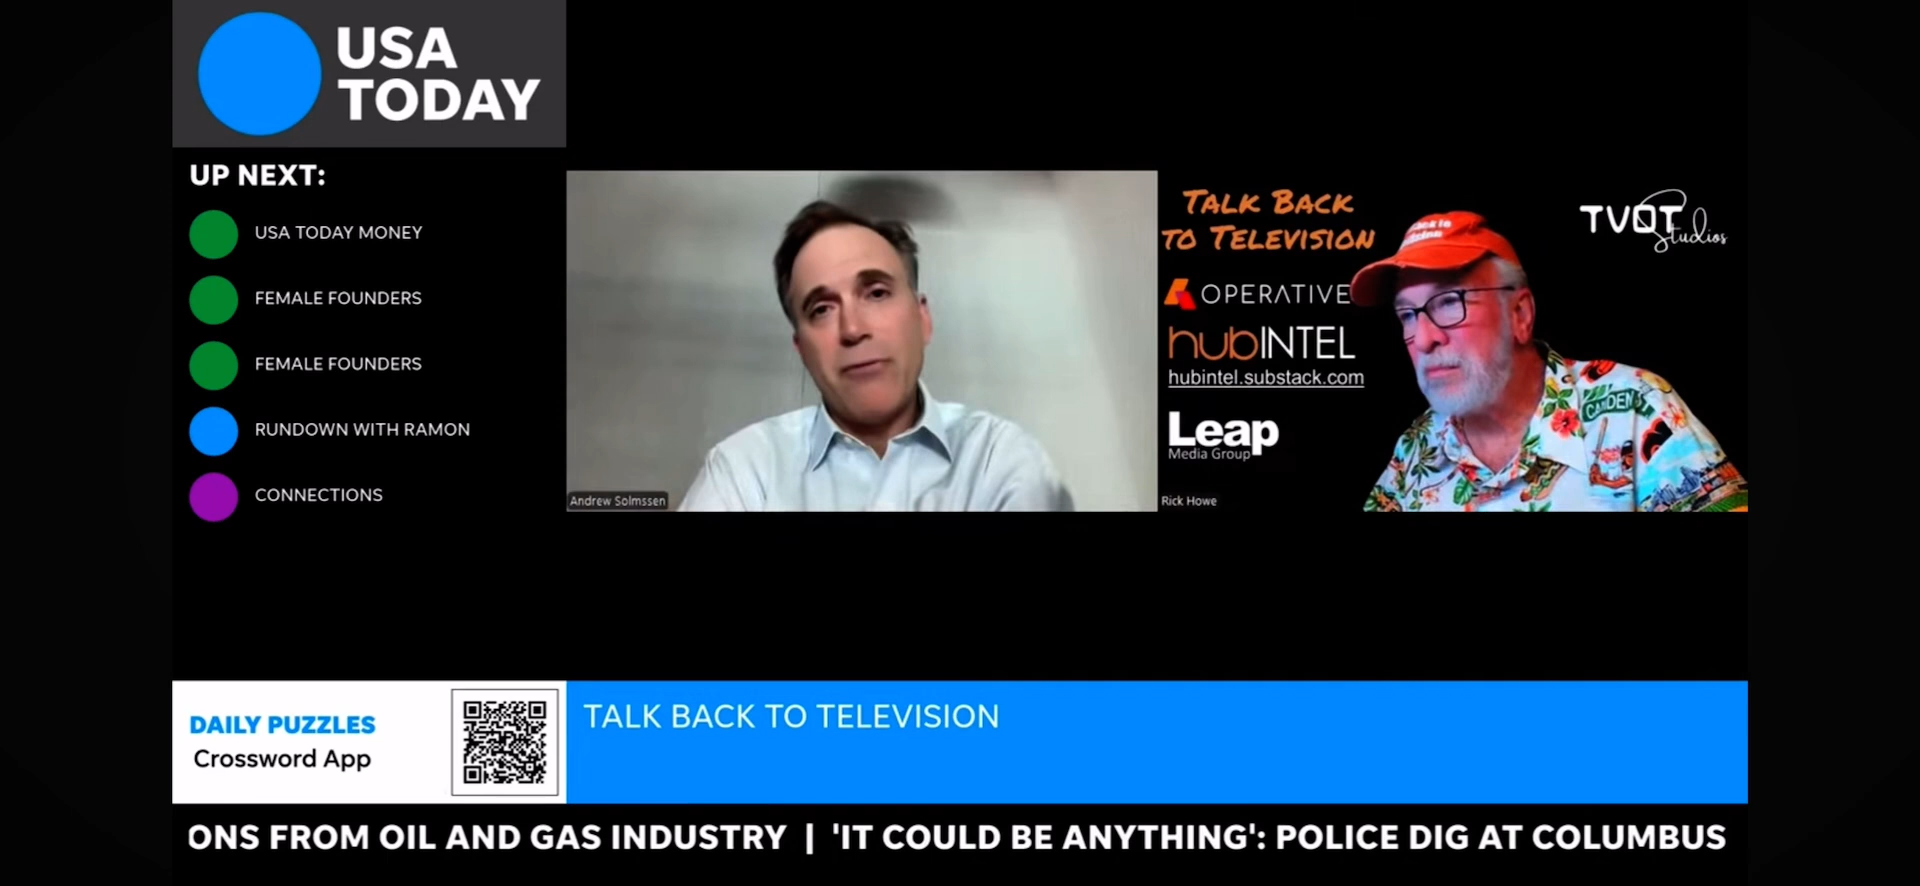 USA
TODAY
UP NEXT:
USA TODAY MONEY
FEMALE FOUNDERS
FEMALE FOUNDERS
RUNDOWN WITH RAMON
CONNECTIONS
Andrew Solmssen
TALK BACK
TO TELEVISION
OPERATIVE
hubINTEL
hubintel.substack.com
Leap
Media Group
Rick Howe
TVOT
Studios
CAMDEN
DAILY PUZZLES
Crossword App
TALK BACK TO TELEVISION
ONS FROM OIL AND GAS INDUSTRY | 'IT COULD BE ANYTHING': POLICE DIG AT COLUMBUS